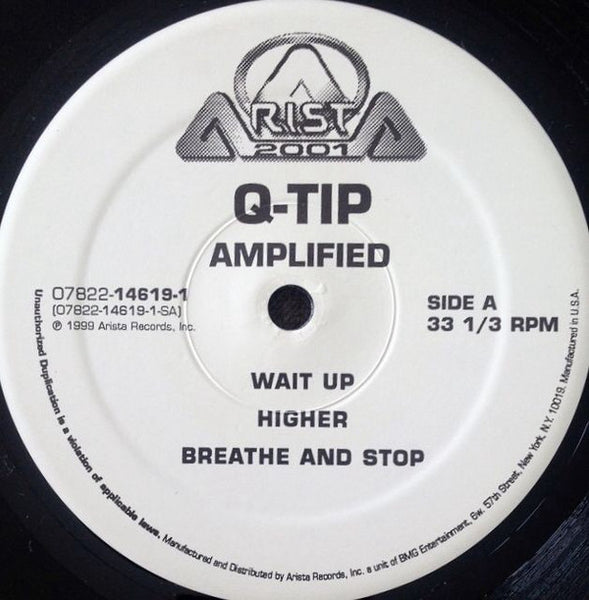 ARISTA
2001
Q-TIP
AMPLIFIED
07822-14619-1
(07822-14619-1-SA)
℗ 1999 Arista Records, Inc.
SIDE A
33 1/3 RPM
WAIT UP
HIGHER
BREATHE AND STOP
Unauthorized Duplication is a violation of applicable laws. Manufactured and Distributed by Arista Records, Inc. a unit of BMG Entertainment, 6w. 57th Street, New York, N.Y. 10019. Manufactured in U.S.A.